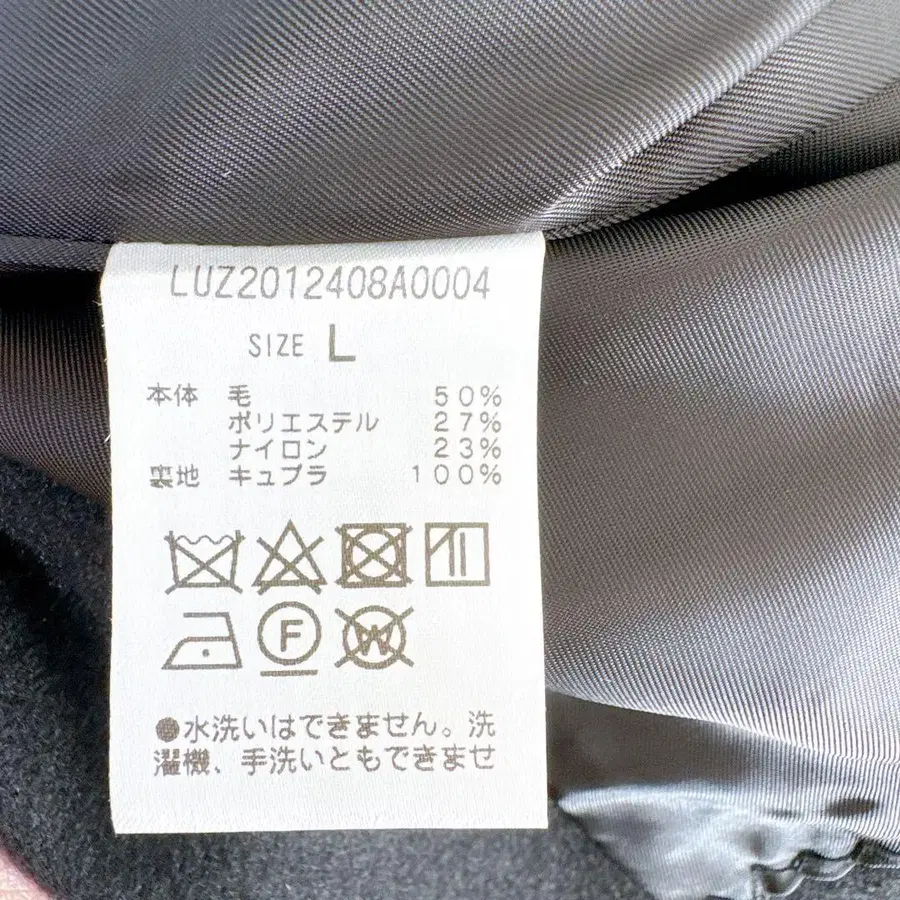 LUZ2012408A0004
SIZE L
本体 毛 50%
ポリエステル 27%
ナイロン 23%
裏地 キュプラ 100%
F W
●水洗いはできません。洗
濯機、手洗いともできませ